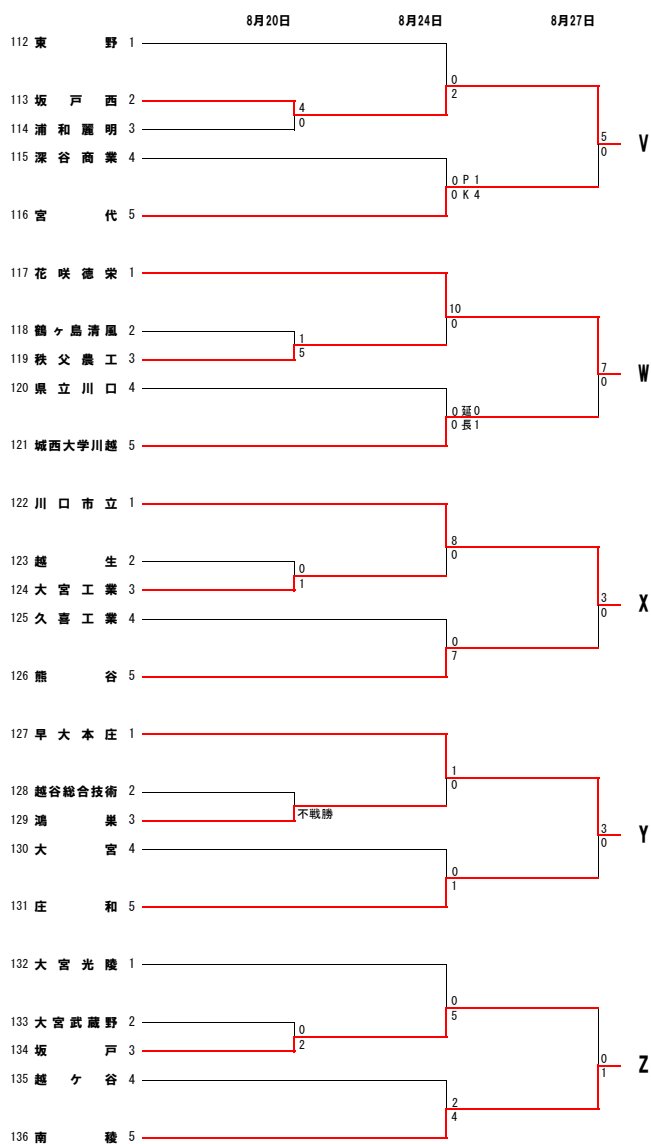 8月20日 8月24日 8月27日
112 東野 1
0
113 坂戸西 2
4
2
114 浦和麗明 3
0
5
V
0
115 深谷商業 4
0 P 1
0 K 4
116 宮代 5
117 花咲徳栄 1
10
0
118 鶴ヶ島清風 2
1
119 秩父農工 3
5
7
W
0
120 県立川口 4
0 延 0
0 長 1
121 城西大学川越 5
122 川口市立 1
8
0
123 越生 2
0
124 大宮工業 3
1
3
X
0
125 久喜工業 4
0
7
126 熊谷 5
127 早大本庄 1
1
0
128 越谷総合技術 2
不戦勝
129 鴻巣 3
3
Y
0
130 大宮 4
0
1
131 庄和 5
132 大宮光陵 1
0
5
133 大宮武蔵野 2
0
134 坂戸 3
2
0
Z
1
135 越ケ谷 4
2
4
136 南稜 5